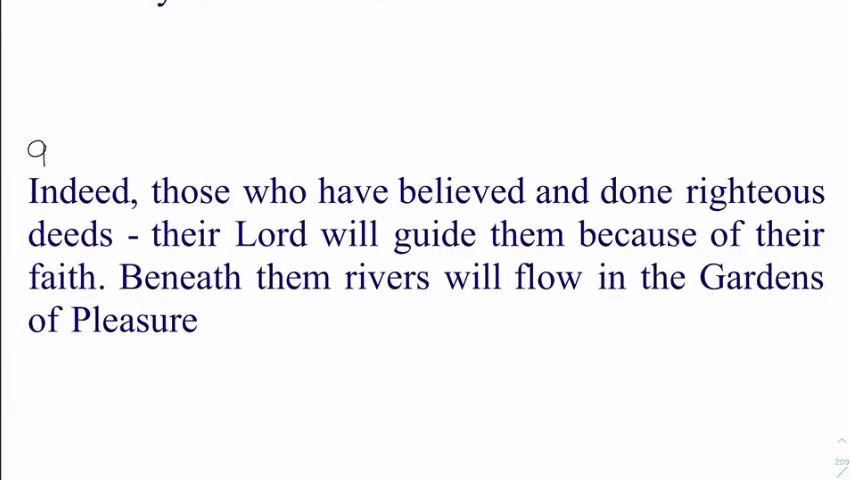 9
Indeed, those who have believed and done righteous
deeds - their Lord will guide them because of their
faith. Beneath them rivers will flow in the Gardens
of Pleasure
209